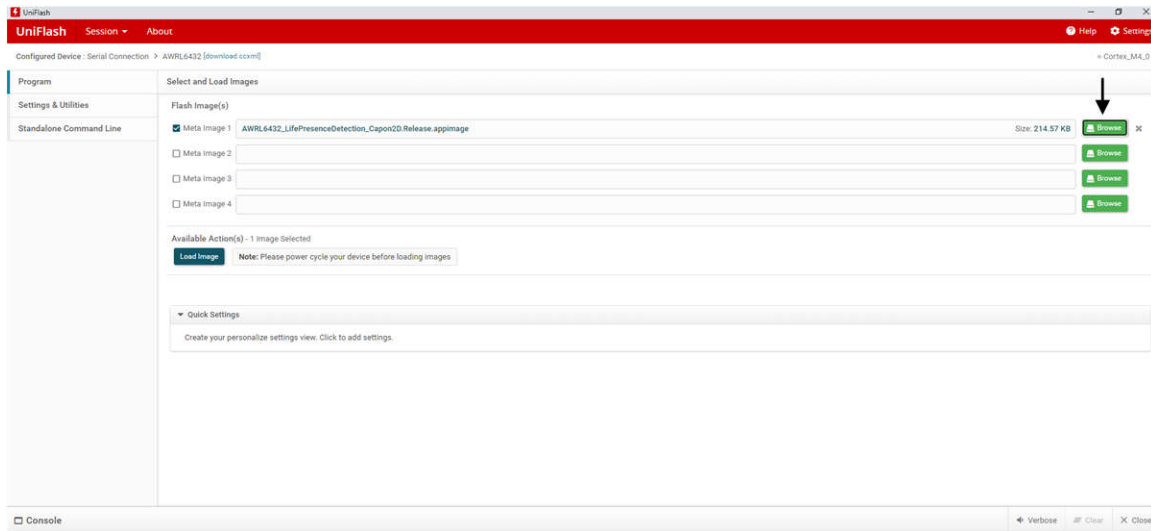 UniFlash
UniFlash Session About Help Settings
Configured Device : Serial Connection > AWRL6432 [download ccxml] Cortex_M4_0
Program
Settings & Utilities
Standalone Command Line
Select and Load Images
Flash Image(s)
Meta Image 1 AWRL6432_LifePresenceDetection_Capon2D.Release.appimage Size: 214.57 KB Browse
Meta Image 2 Browse
Meta Image 3 Browse
Meta Image 4 Browse
Available Action(s) - 1 Image Selected
Load Image Note: Please power cycle your device before loading images
Quick Settings
Create your personalize settings view. Click to add settings.
Console Verbose Clear Close